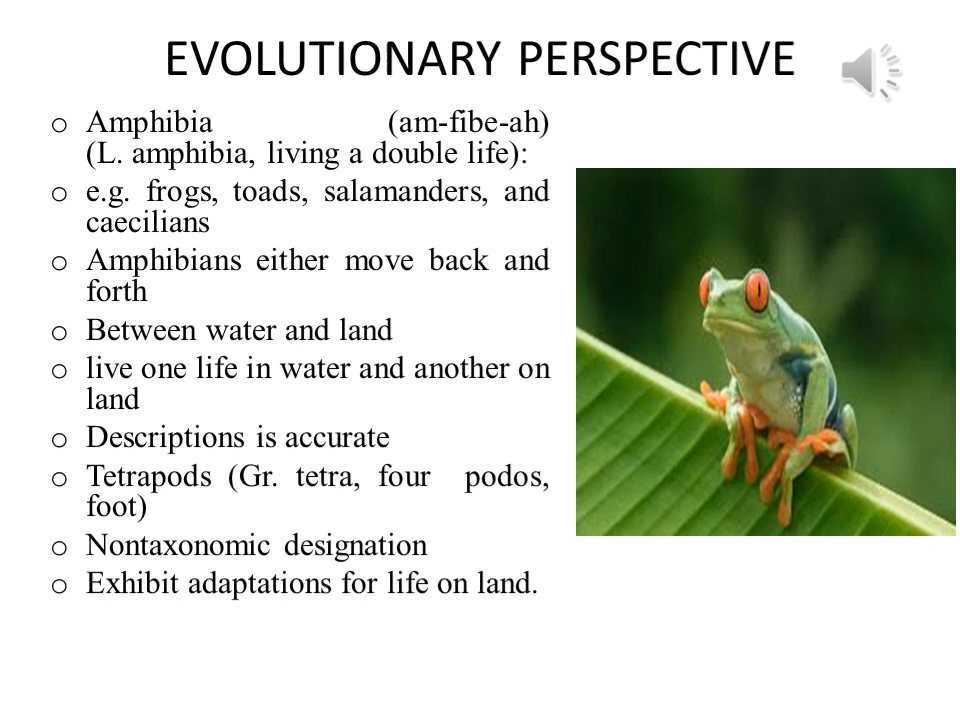 EVOLUTIONARY PERSPECTIVE
o Amphibia (am-fibe-ah)
(L. amphibia, living a double life):
o e.g. frogs, toads, salamanders, and
caecilians
o Amphibians either move back and
forth
o Between water and land
o live one life in water and another on
land
o Descriptions is accurate
o Tetrapods (Gr. tetra, four podos,
foot)
o Nontaxonomic designation
o Exhibit adaptations for life on land.